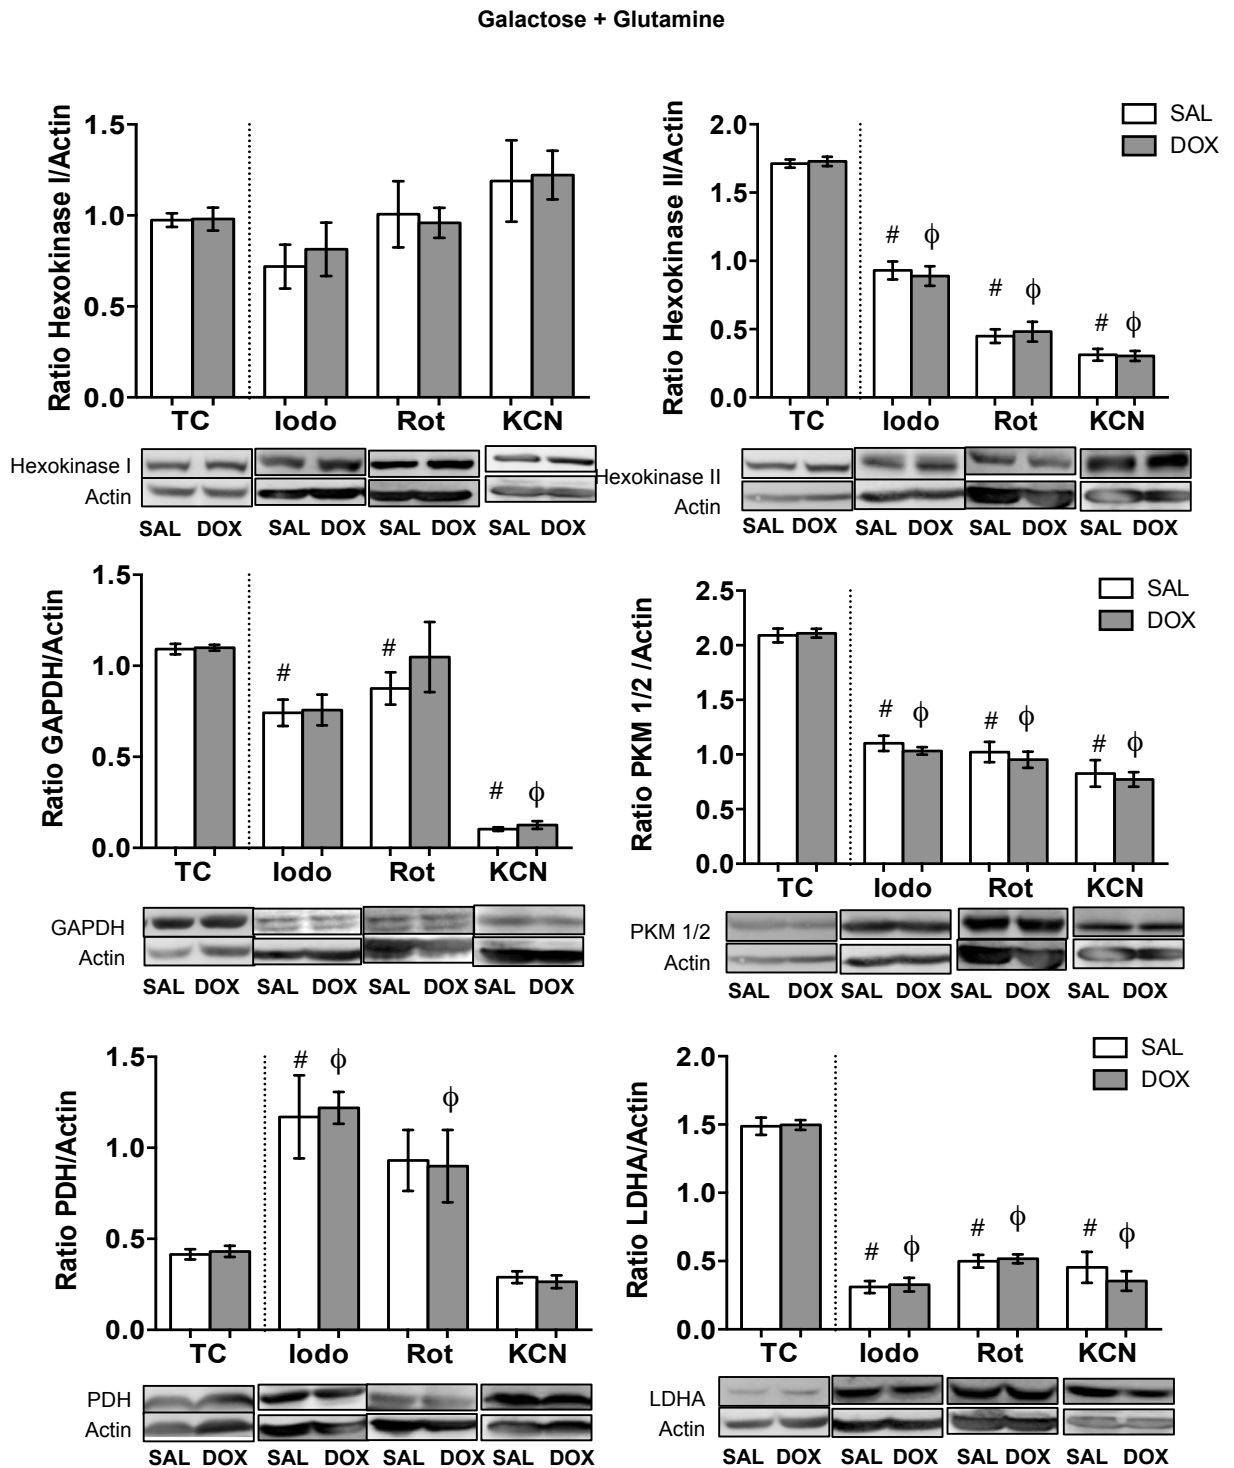 Galactose + Glutamine
Ratio Hexokinase I/Actin
1.5
1.0
0.5
0.0
TC Iodo Rot KCN
Hexokinase I
Actin
SAL DOX SAL DOX SAL DOX SAL DOX
Ratio Hexokinase II/Actin
2.0
1.5
1.0
0.5
0.0
SAL
DOX
# ϕ
# ϕ
# ϕ
TC Iodo Rot KCN
Hexokinase II
Actin
SAL DOX SAL DOX SAL DOX SAL DOX
Ratio GAPDH/Actin
1.5
1.0
0.5
0.0
#
#
# ϕ
TC Iodo Rot KCN
GAPDH
Actin
SAL DOX SAL DOX SAL DOX SAL DOX
Ratio PKM 1/2 /Actin
2.5
2.0
1.5
1.0
0.5
0.0
SAL
DOX
# ϕ
# ϕ
# ϕ
TC Iodo Rot KCN
PKM 1/2
Actin
SAL DOX SAL DOX SAL DOX SAL DOX
Ratio PDH/Actin
1.5
1.0
0.5
0.0
# ϕ
ϕ
TC Iodo Rot KCN
PDH
Actin
SAL DOX SAL DOX SAL DOX SAL DOX
Ratio LDHA/Actin
2.0
1.5
1.0
0.5
0.0
SAL
DOX
# ϕ
# ϕ
# ϕ
TC Iodo Rot KCN
LDHA
Actin
SAL DOX SAL DOX SAL DOX SAL DOX